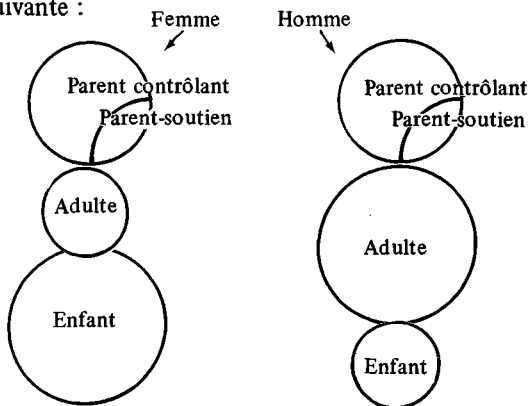 uivante :
Femme
Homme
Parent contrôlant
Parent-soutien
Adulte
Enfant
Parent contrôlant
Parent-soutien
Adulte
Enfant